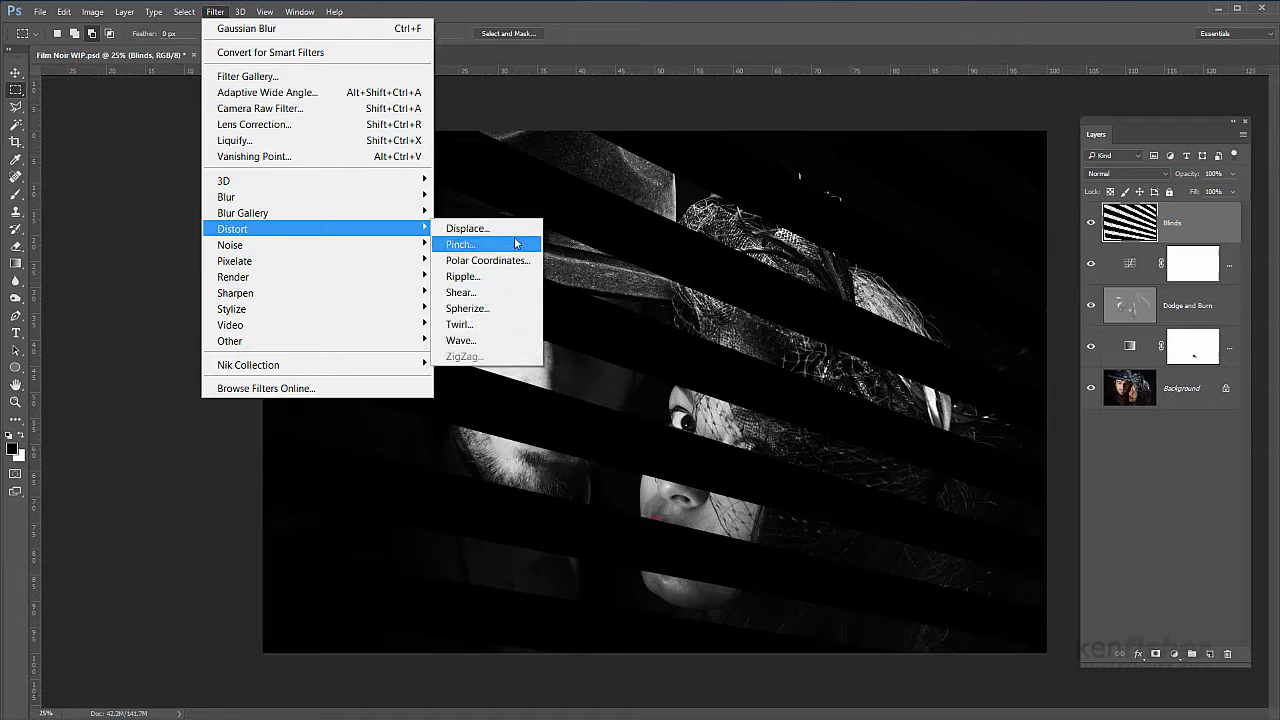 Ps File Edit Image Layer Type Select Filter 3D View Window Help
Feather: 0 px Select and Mask... Essentials
Film Noir WIP.psd @ 25% (Blinds, RGB/8) * ×
Gaussian Blur Ctrl+F
Convert for Smart Filters
Filter Gallery...
Adaptive Wide Angle... Alt+Shift+Ctrl+A
Camera Raw Filter... Shift+Ctrl+A
Lens Correction... Shift+Ctrl+R
Liquify... Shift+Ctrl+X
Vanishing Point... Alt+Ctrl+V
3D
Blur
Blur Gallery
Distort
Noise
Pixelate
Render
Sharpen
Stylize
Video
Other
Nik Collection
Browse Filters Online...
Displace...
Pinch...
Polar Coordinates...
Ripple...
Shear...
Spherize...
Twirl...
Wave...
ZigZag...
Layers
Kind
Normal Opacity: 100%
Lock: Fill: 100%
Blinds
...
Dodge and Burn
...
Background
25% Doc: 42.2M/141.7M